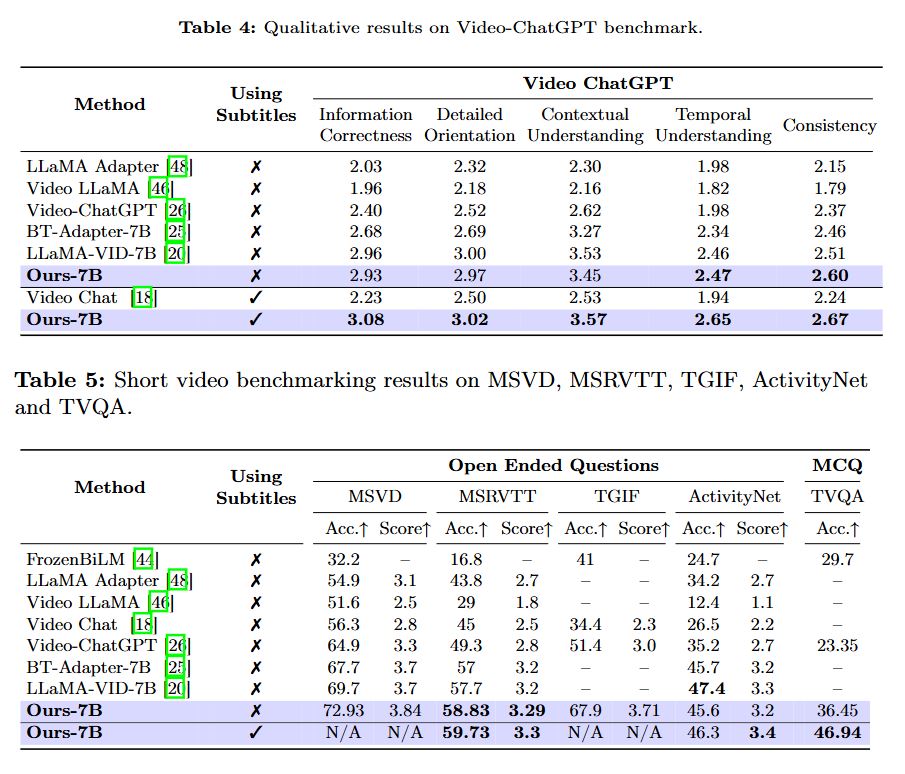 Table 4: Qualitative results on Video-ChatGPT benchmark.
Method Using Subtitles Video ChatGPT
Information Correctness Detailed Orientation Contextual Understanding Temporal Understanding Consistency
LLaMA Adapter [48] ✗ 2.03 2.32 2.30 1.98 2.15
Video LLaMA [46] ✗ 1.96 2.18 2.16 1.82 1.79
Video-ChatGPT [26] ✗ 2.40 2.52 2.62 1.98 2.37
BT-Adapter-7B [25] ✗ 2.68 2.69 3.27 2.34 2.46
LLaMA-VID-7B [20] ✗ 2.96 3.00 3.53 2.46 2.51
Ours-7B ✗ 2.93 2.97 3.45 2.47 2.60
Video Chat [18] ✓ 2.23 2.50 2.53 1.94 2.24
Ours-7B ✓ 3.08 3.02 3.57 2.65 2.67
Table 5: Short video benchmarking results on MSVD, MSRVTT, TGIF, ActivityNet
and TVQA.
Method Using Subtitles Open Ended Questions MCQ
MSVD MSRVTT TGIF ActivityNet TVQA
Acc.↑ Score↑ Acc.↑ Score↑ Acc.↑ Score↑ Acc.↑ Score↑ Acc.↑
FrozenBiLM [44] ✗ 32.2 – 16.8 – 41 – 24.7 – 29.7
LLaMA Adapter [48] ✗ 54.9 3.1 43.8 2.7 – – 34.2 2.7 –
Video LLaMA [46] ✗ 51.6 2.5 29 1.8 – – 12.4 1.1 –
Video Chat [18] ✗ 56.3 2.8 45 2.5 34.4 2.3 26.5 2.2 –
Video-ChatGPT [26] ✗ 64.9 3.3 49.3 2.8 51.4 3.0 35.2 2.7 23.35
BT-Adapter-7B [25] ✗ 67.7 3.7 57 3.2 – – 45.7 3.2 –
LLaMA-VID-7B [20] ✗ 69.7 3.7 57.7 3.2 – – 47.4 3.3 –
Ours-7B ✗ 72.93 3.84 58.83 3.29 67.9 3.71 45.6 3.2 36.45
Ours-7B ✓ N/A N/A 59.73 3.3 N/A N/A 46.3 3.4 46.94